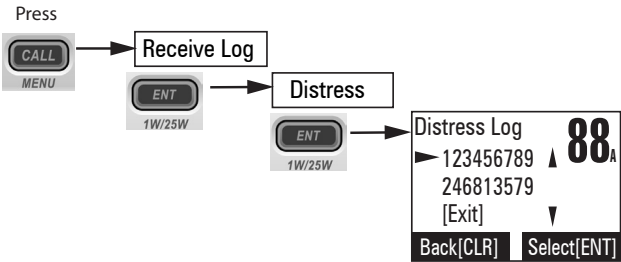 Press
CALL
MENU
Receive Log
ENT
1W/25W
Distress
ENT
1W/25W
Distress Log
88A
123456789
246813579
[Exit]
Back[CLR] Select[ENT]